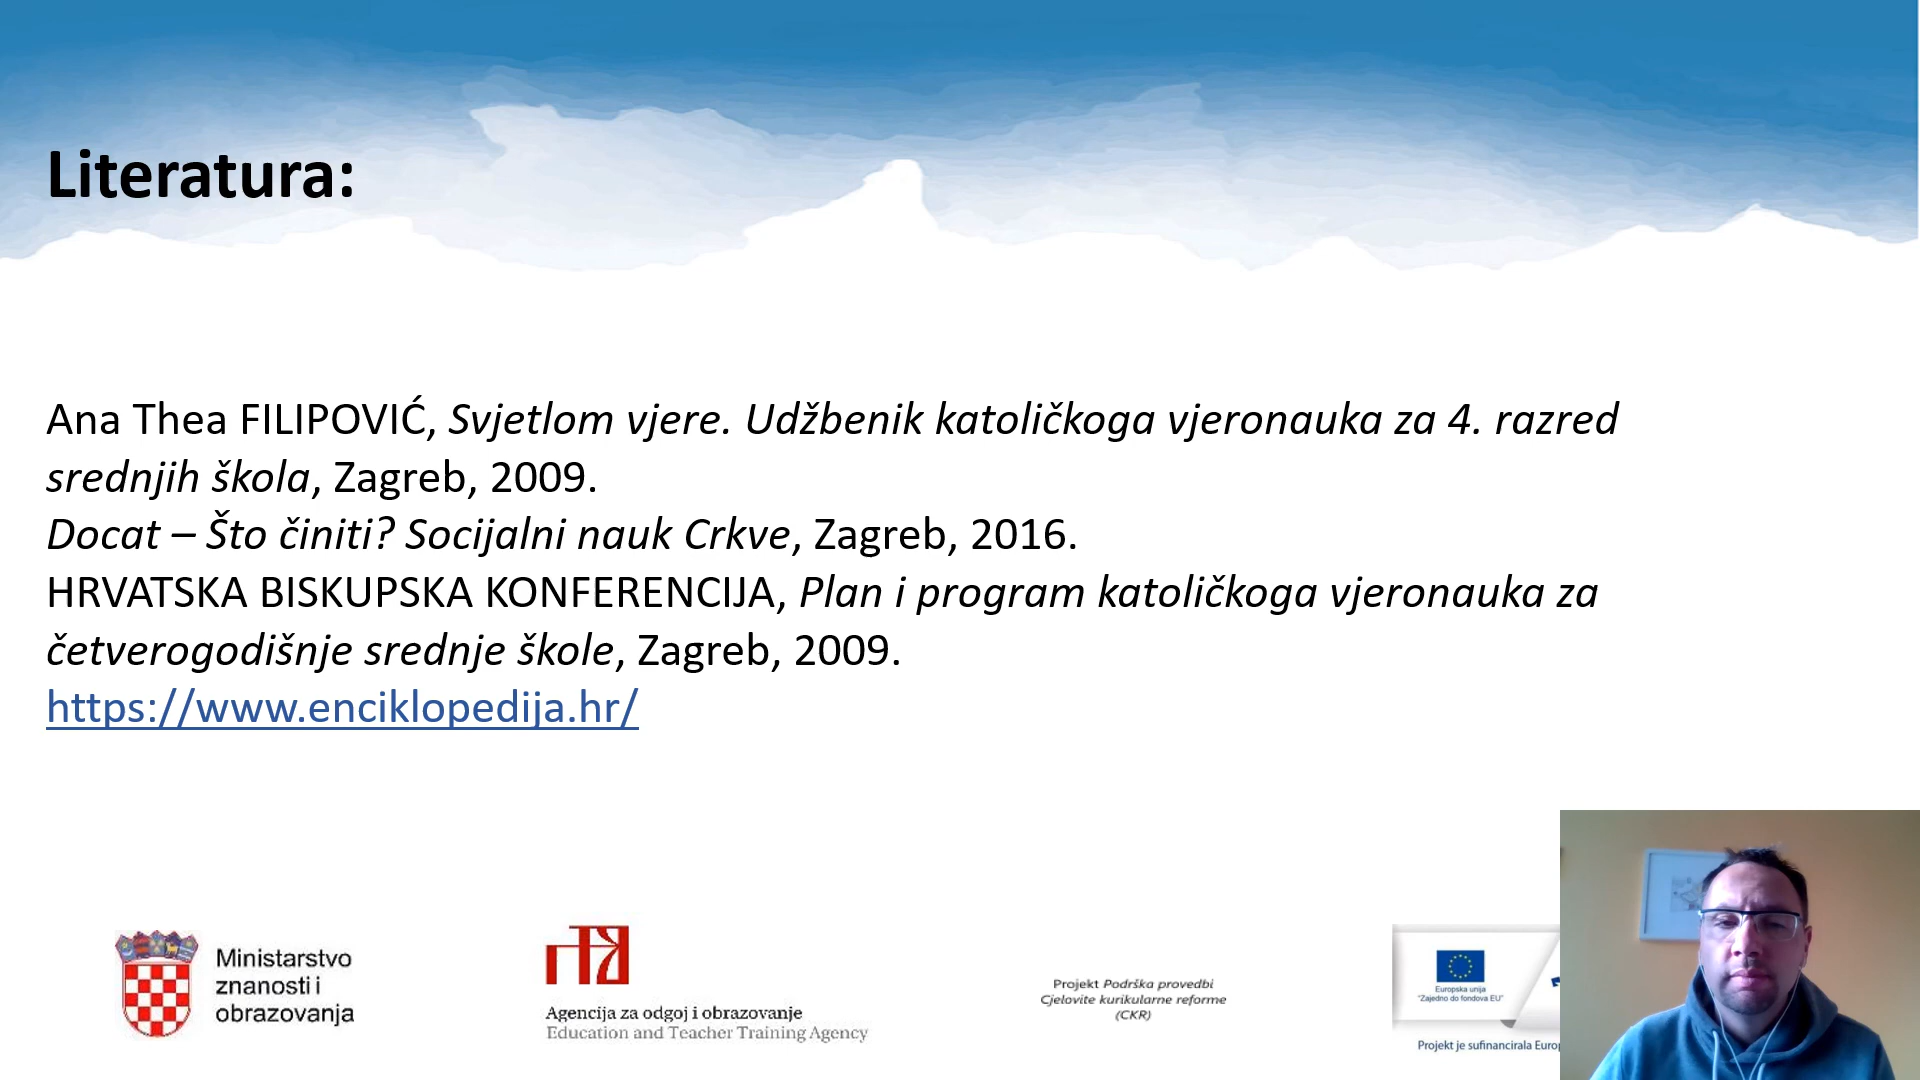 Literatura:
Ana Thea FILIPOVIĆ, Svjetlom vjere. Udžbenik katoličkoga vjeronauka za 4. razred
srednjih škola, Zagreb, 2009.
Docat – Što činiti? Socijalni nauk Crkve, Zagreb, 2016.
HRVATSKA BISKUPSKA KONFERENCIJA, Plan i program katoličkoga vjeronauka za
četverogodišnje srednje škole, Zagreb, 2009.
https://www.enciklopedija.hr/
Ministarstvo
znanosti i
obrazovanja
Agencija za odgoj i obrazovanje
Education and Teacher Training Agency
Projekt Podrška provedbi
Cjelovite kurikularne reforme
(CKR)
Europska unija
"Zajedno do fondova EU"
Projekt je sufinancirala